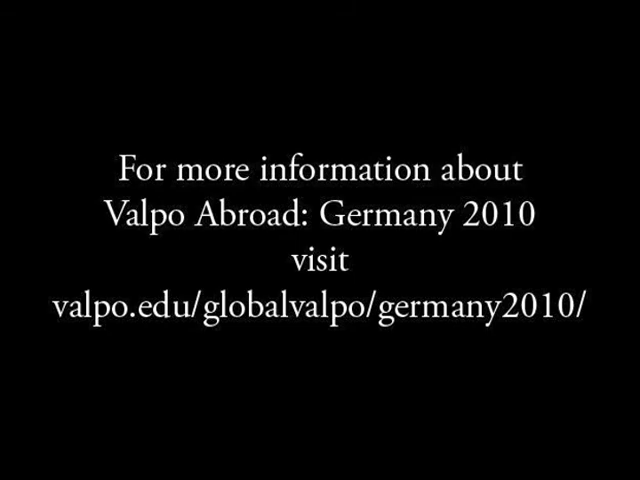 For more information about
Valpo Abroad: Germany 2010
visit
valpo.edu/globalvalpo/germany2010/